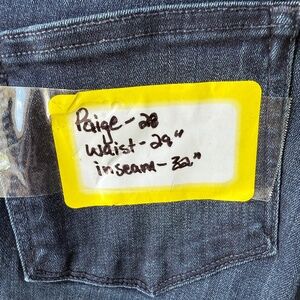 Paige - 28
Waist - 29"
inseam - 32"